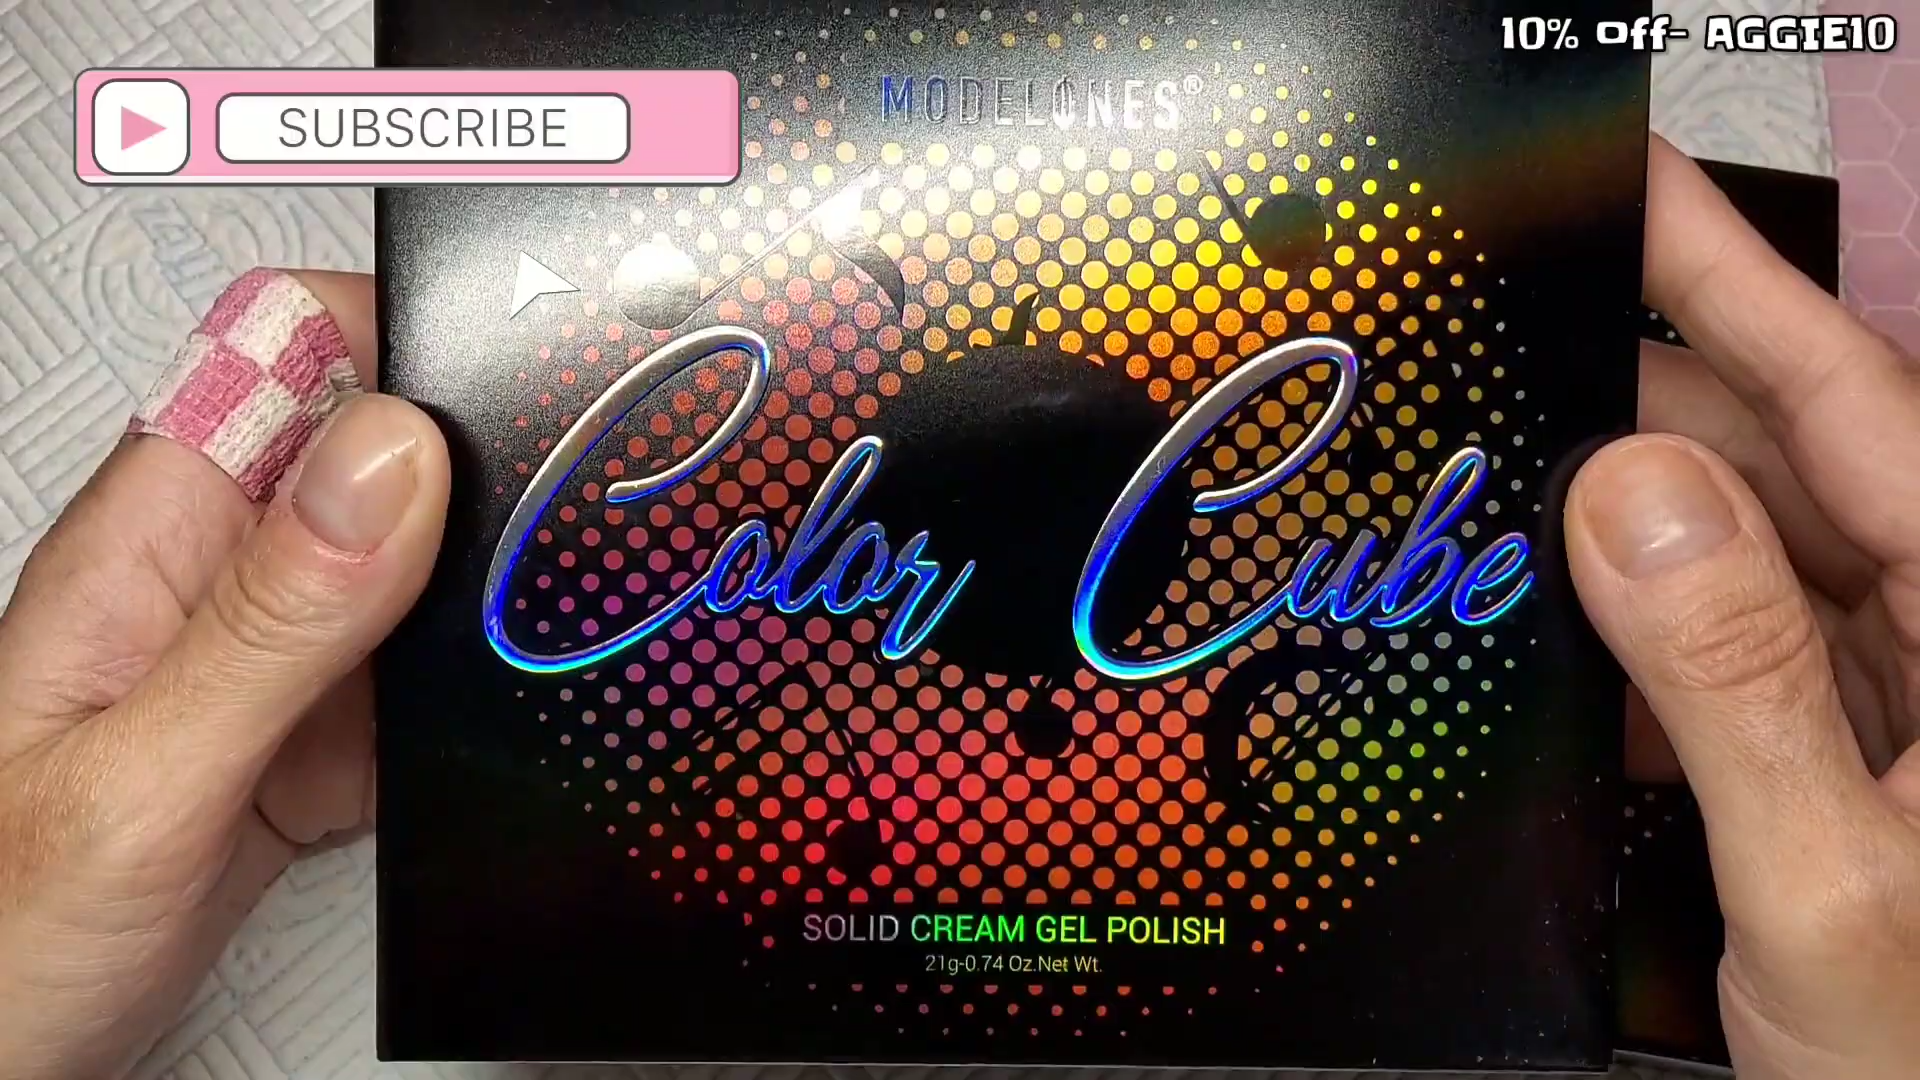 10% Off- AGGIE10
MODELONES®
SUBSCRIBE
Color Cube
SOLID CREAM GEL POLISH
21g-0.74 Oz.Net Wt.